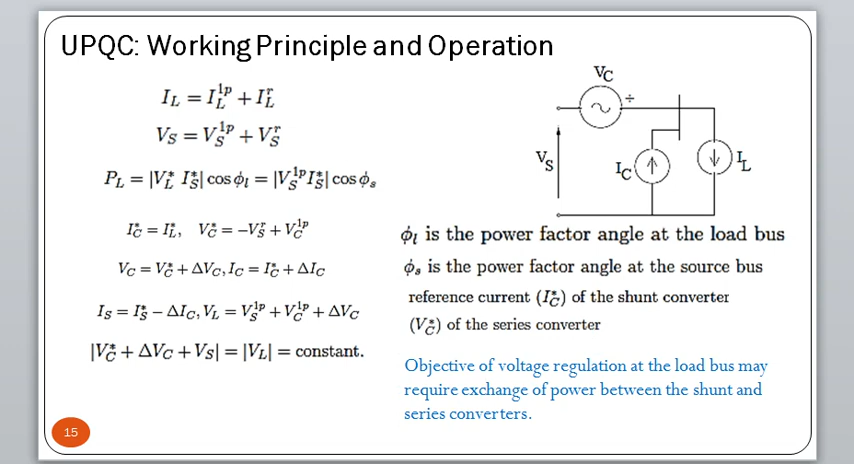 UPQC: Working Principle and Operation
I_L = I_L^{1p} + I_L^r
V_S = V_S^{1p} + V_S^r
P_L = |V_L^* I_S^*| cos ϕ_l = |V_S^{1p} I_S^*| cos ϕ_s
I_C^* = I_L^*, V_C^* = −V_S^r + V_C^{1p}
V_C = V_C^* + ΔV_C, I_C = I_C^* + ΔI_C
I_S = I_S^* − ΔI_C, V_L = V_S^{1p} + V_C^{1p} + ΔV_C
|V_C^* + ΔV_C + V_S| = |V_L| = constant.
V_C
+
V_S
I_C
I_L
ϕ_l is the power factor angle at the load bus
ϕ_s is the power factor angle at the source bus
reference current (I_C^*) of the shunt converter
(V_C^*) of the series converter
Objective of voltage regulation at the load bus may
require exchange of power between the shunt and
series converters.
15